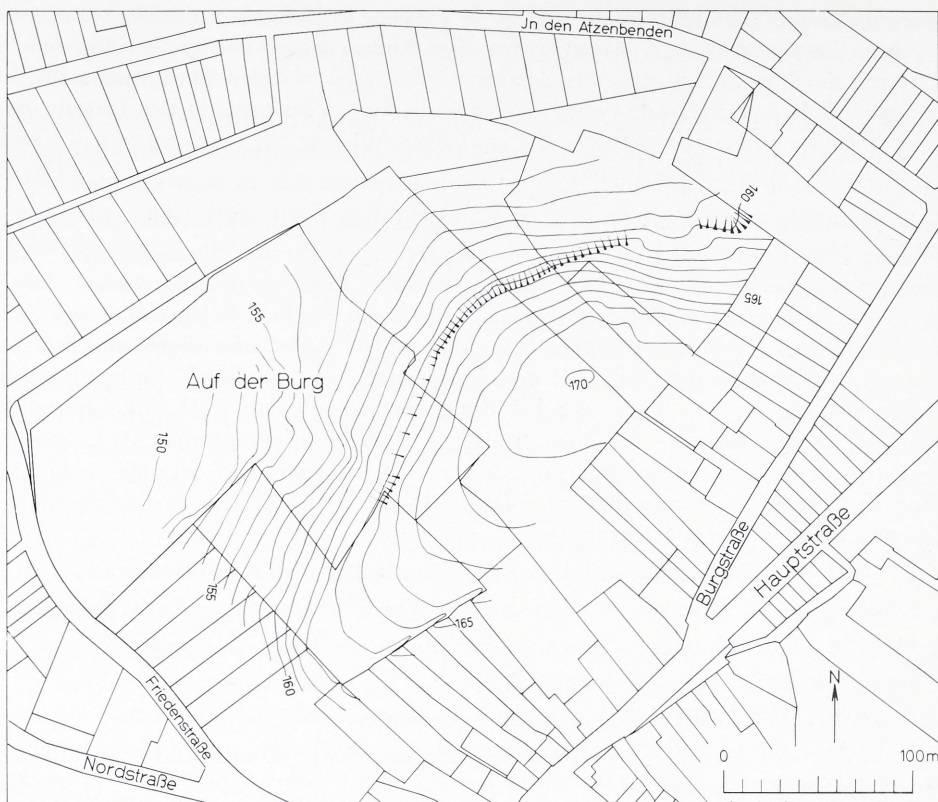 Jn den Atzenbenden
160
165
155
170
Auf der Burg
150
Burgstraße
Hauptstraße
155
165
160
Friedenstraße
Nordstraße
N
0 100m